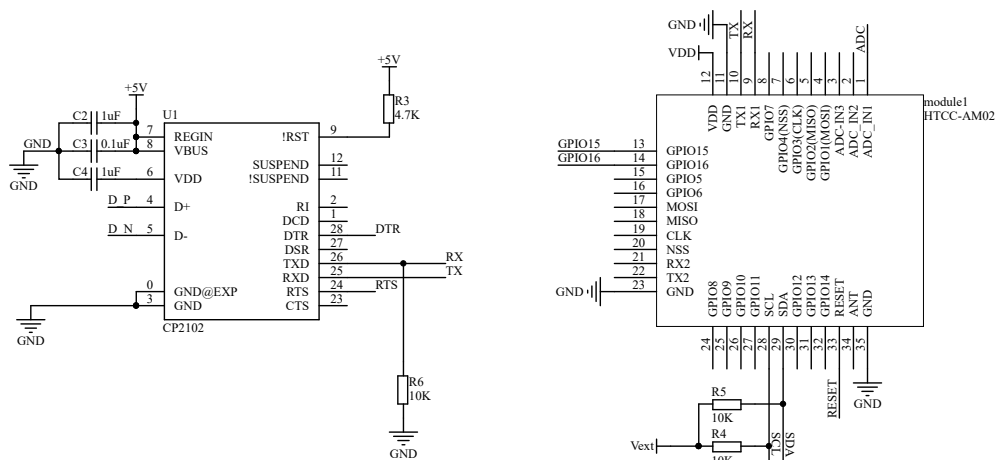 +5V
+5V
C2 1uF
C3 0.1uF
C4 1uF
GND
GND
U1
7 REGIN
8 VBUS
6 VDD
D_P 4 D+
D_N 5 D-
0 GND@EXP
3 GND
GND
!RST 9
SUSPEND 12
!SUSPEND 11
RI 2
DCD 1
DTR 28 DTR
DSR 27
TXD 26 RX
RXD 25 TX
RTS 24 RTS
CTS 23
CP2102
R3
4.7K
R6
10K
GND
GND
VDD
TX
RX
ADC
12 VDD
11 GND
10 TX1
9 RX1
8 GPIO7
7 GPIO4(NSS)
6 GPIO3(CLK)
5 GPIO2(MISO)
4 GPIO1(MOSI)
3 ADC-IN3
2 ADC_IN2
1 ADC_IN1
module1
HTCC-AM02
GPIO15 13 GPIO15
GPIO16 14 GPIO16
15 GPIO5
16 GPIO6
17 MOSI
18 MISO
19 CLK
20 NSS
21 RX2
22 TX2
GND 23 GND
24 GPIO8
25 GPIO9
26 GPIO10
27 GPIO11
28 SCL
29 SDA
30 GPIO12
31 GPIO13
32 GPIO14
33 RESET
34 ANT
35 GND
RESET
GND
R5
10K
Vext
R4
10K
SCL
SDA